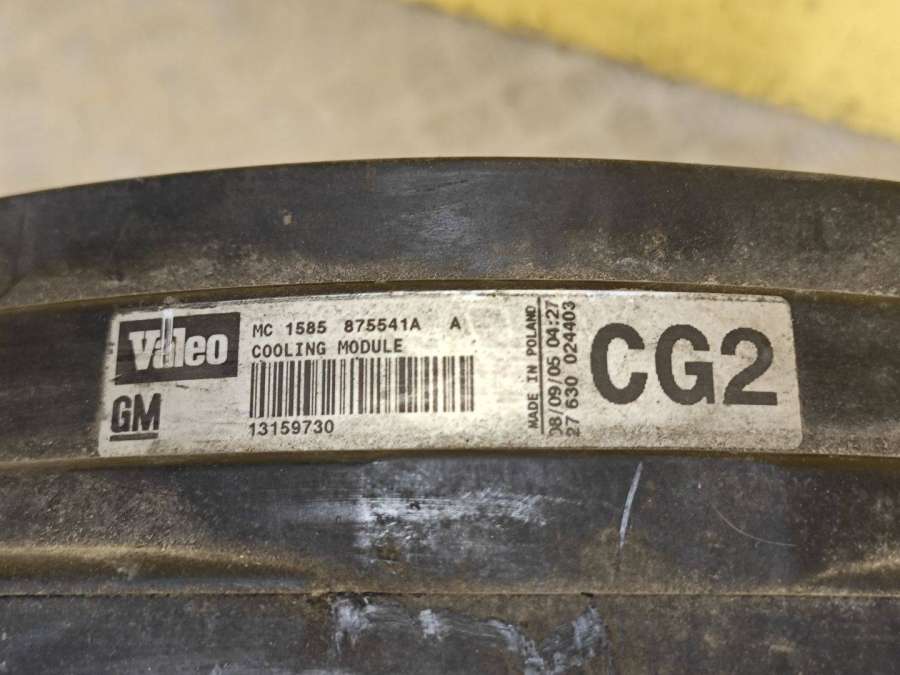 Valeo
GM
MC 1585 875541A A
COOLING MODULE
13159730
MADE IN POLAND
08/09/05 04:27
27 630 024403
CG2